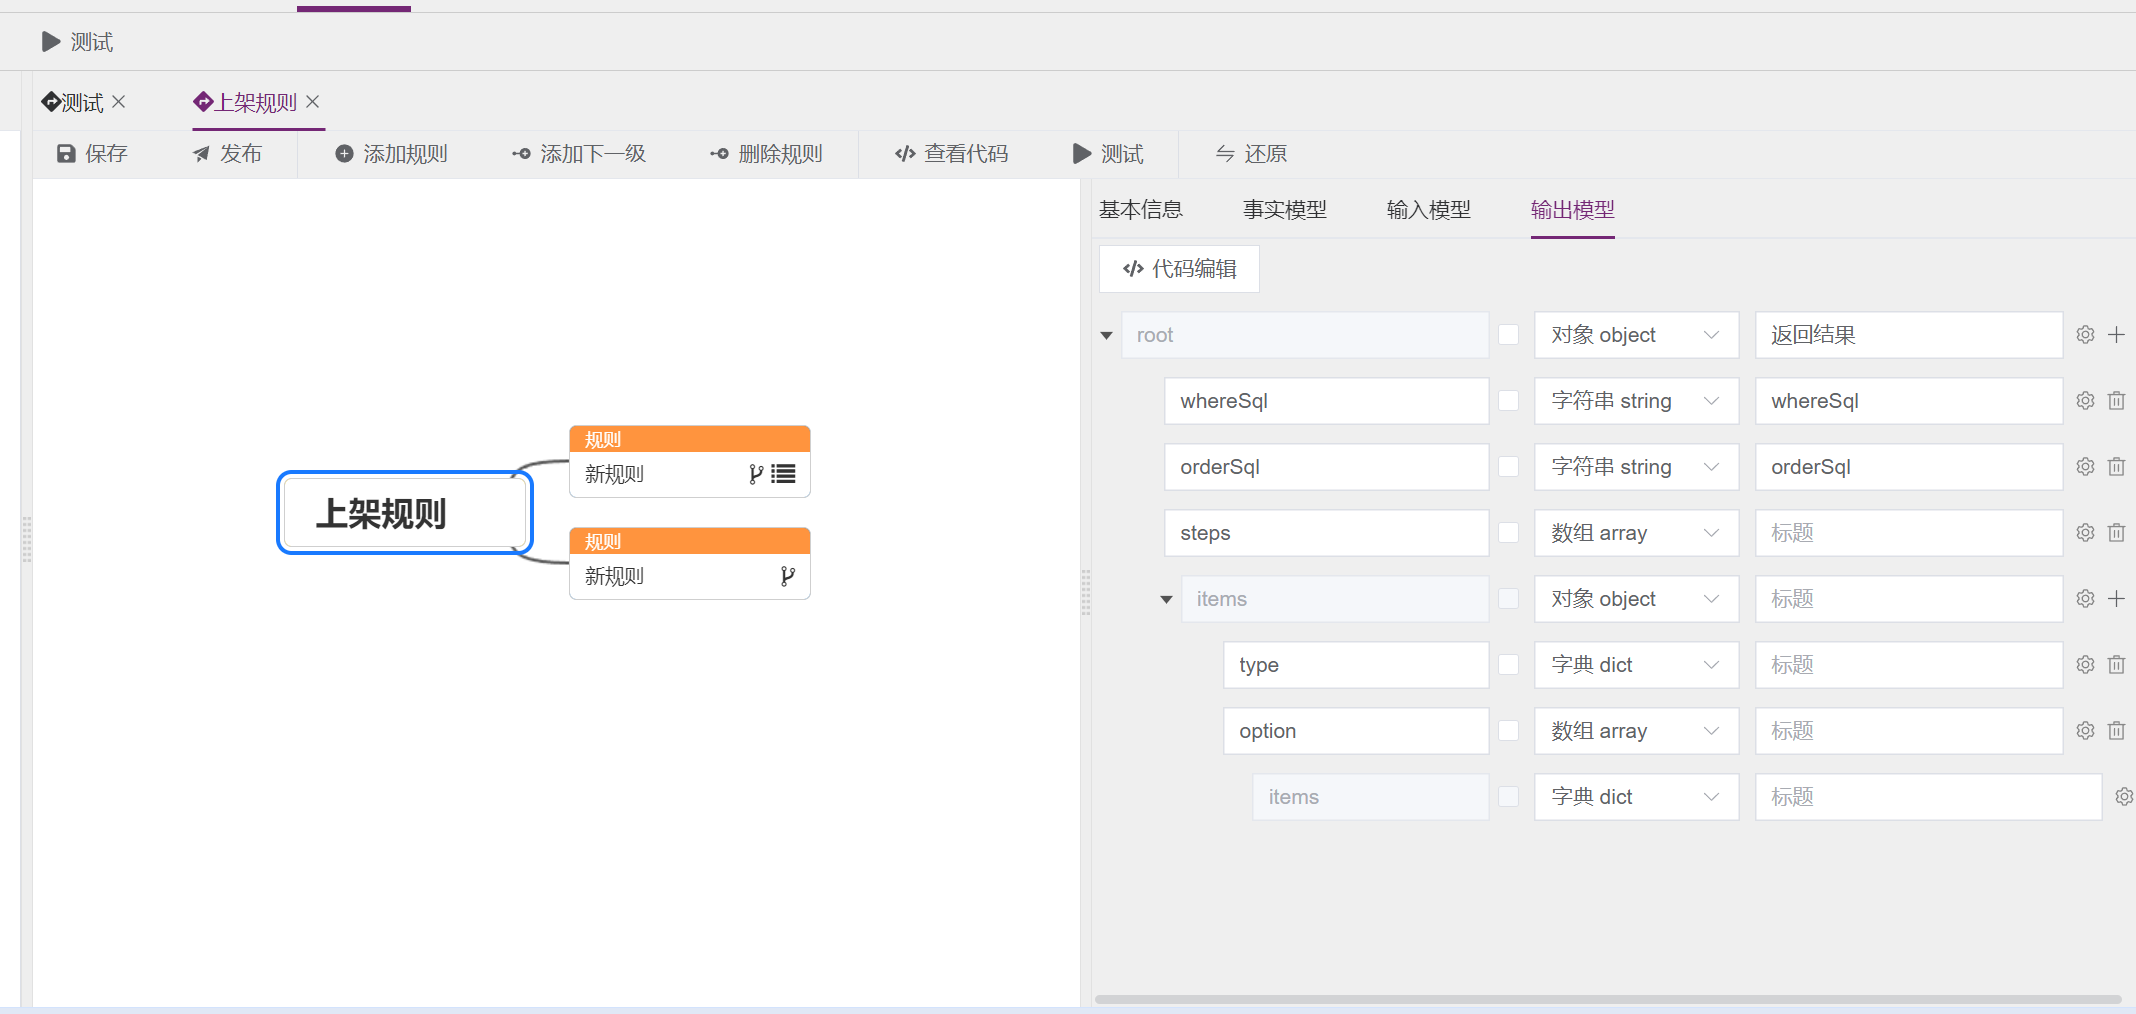 测试
测试 上架规则
保存 发布 添加规则 添加下一级 删除规则 查看代码 测试 还原
上架规则
规则
新规则
规则
新规则
基本信息 事实模型 输入模型 输出模型
代码编辑
root 对象 object 返回结果
whereSql 字符串 string whereSql
orderSql 字符串 string orderSql
steps 数组 array 标题
items 对象 object 标题
type 字典 dict 标题
option 数组 array 标题
items 字典 dict 标题